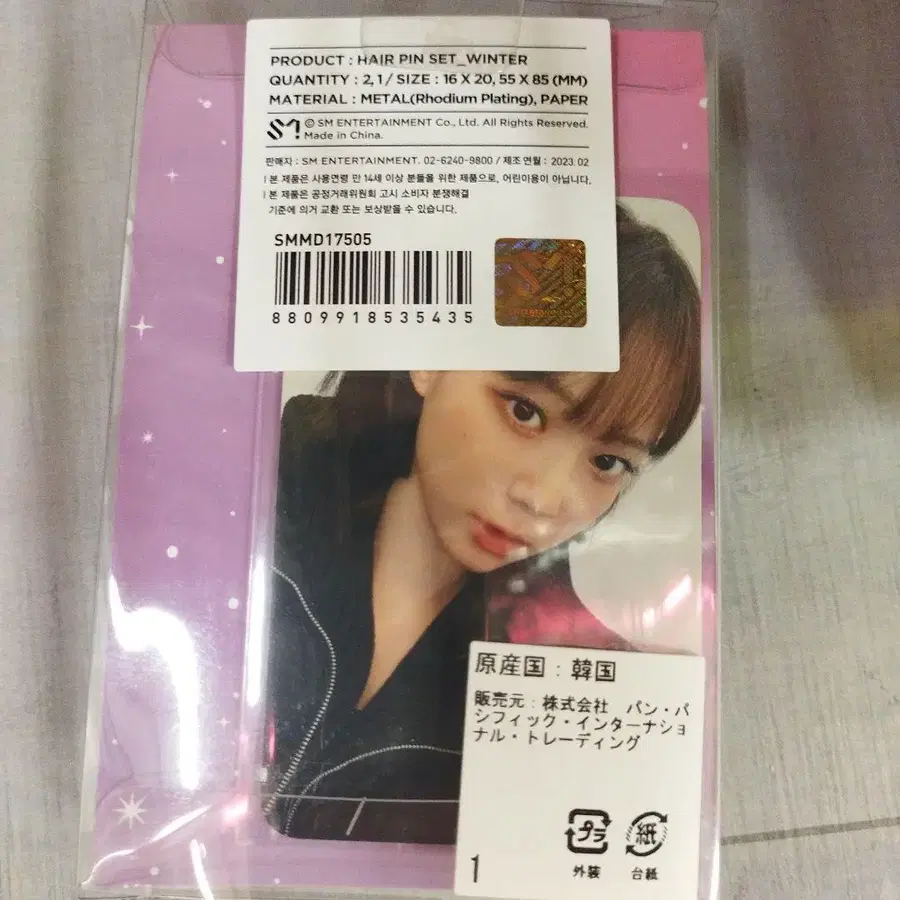 PRODUCT : HAIR PIN SET_WINTER
QUANTITY : 2, 1 / SIZE : 16 X 20, 55 X 85 (MM)
MATERIAL : METAL(Rhodium Plating), PAPER
SM
© SM ENTERTAINMENT Co., Ltd. All Rights Reserved.
Made in China.
판매자 : SM ENTERTAINMENT. 02-6240-9800 / 제조 연월 : 2023. 02
본 제품은 사용연령 만 14세 이상 분들을 위한 제품으로, 어린이용이 아닙니다.
본 제품은 공정거래위원회 고시 소비자 분쟁해결
기준에 의거 교환 또는 보상받을 수 있습니다.
SMMD17505
8809918535435
ENTERTAINMENT
原産国：韓国
販売元：株式会社　パン・パ
シフィック・インターナショ
ナル・トレーディング
プラ
外装
紙
台紙
1